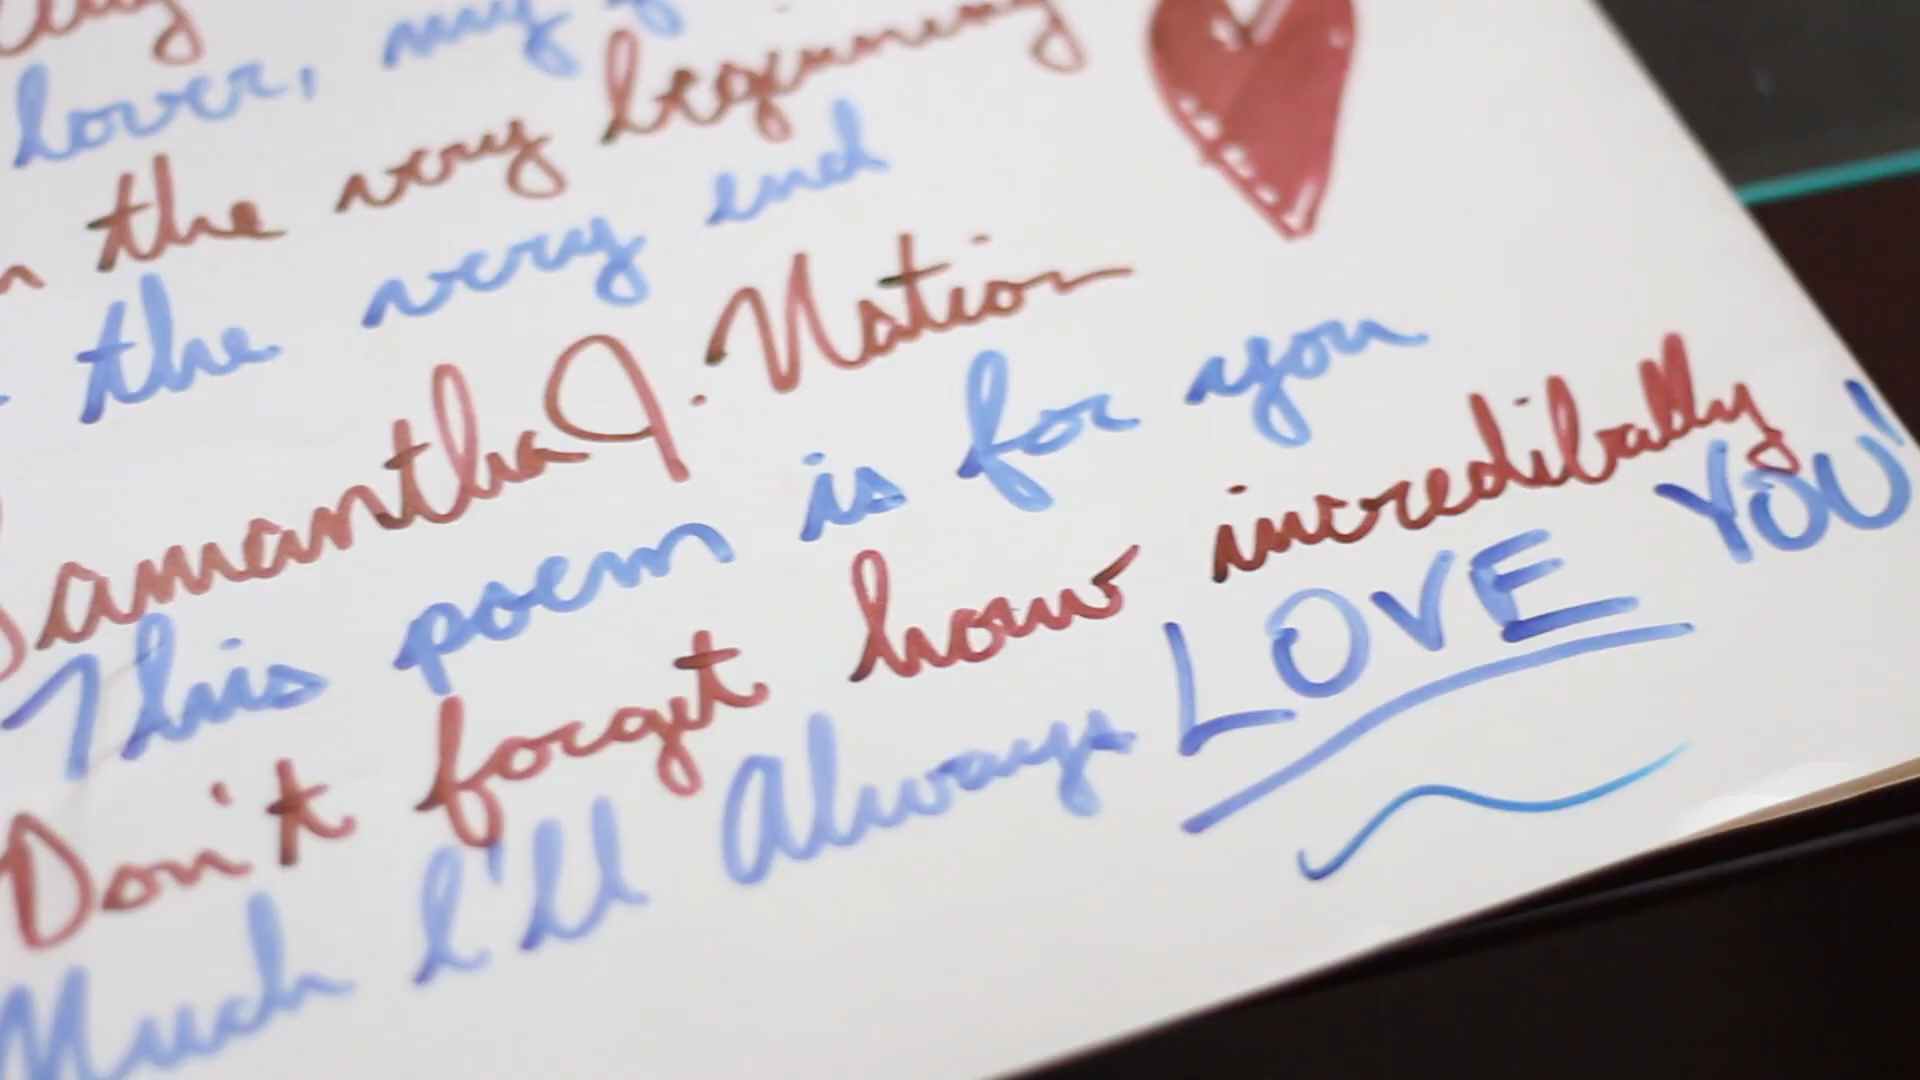 lover, my
the very beginning
the very end
Samantha J. Nation
This poem is for you
Don't forget how incredibally
Much I'll Always LOVE YOU!